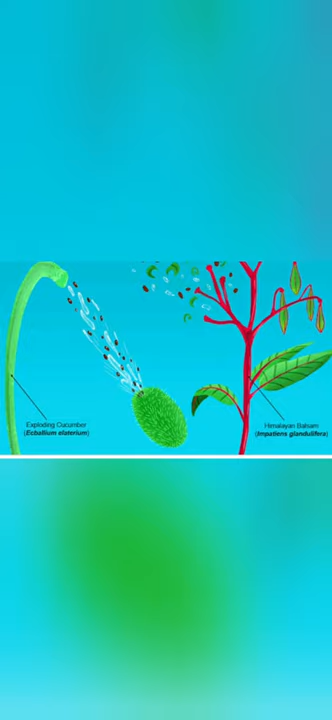 Exploding Cucumber
(Ecballium elaterium)
Himalayan Balsam
(Impatiens glandulifera)